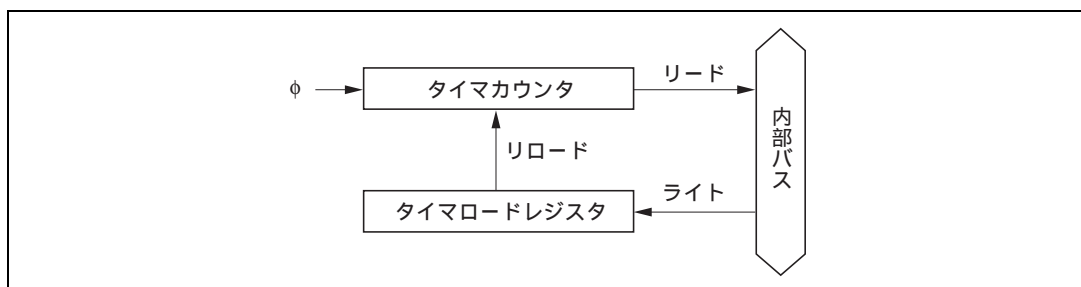 φ
タイマカウンタ
リード
リロード
タイマロードレジスタ
ライト
内部バス